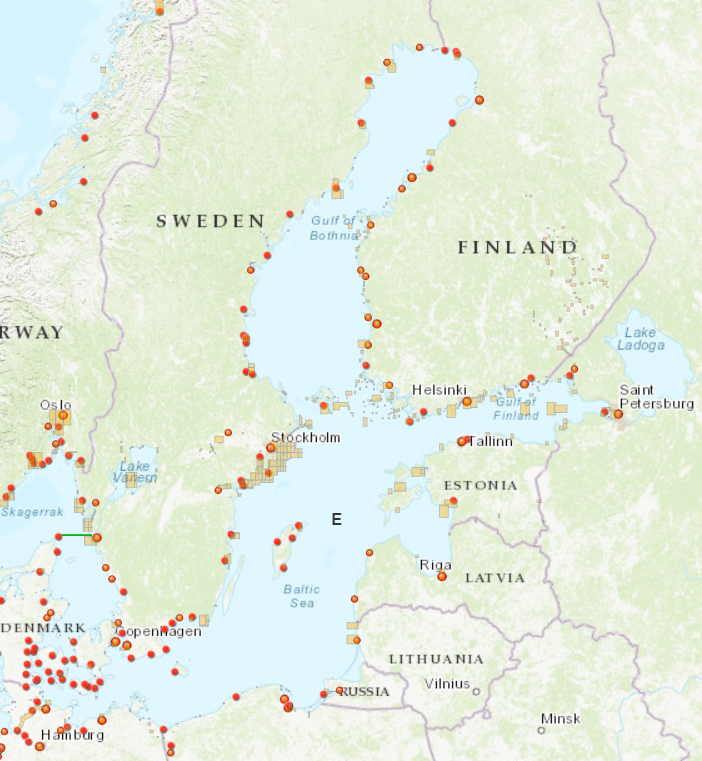 SWEDEN
Gulf of
Bothnia
FINLAND
RWAY
Lake
Ladoga
Oslo
Helsinki
Saint
Petersburg
Gulf of
Finland
Stockholm
Tallinn
Lake
Vanern
ESTONIA
Skagerrak
E
Riga
LATVIA
Baltic
Sea
DENMARK
Copenhagen
LITHUANIA
Vilnius
RUSSIA
Minsk
Hamburg